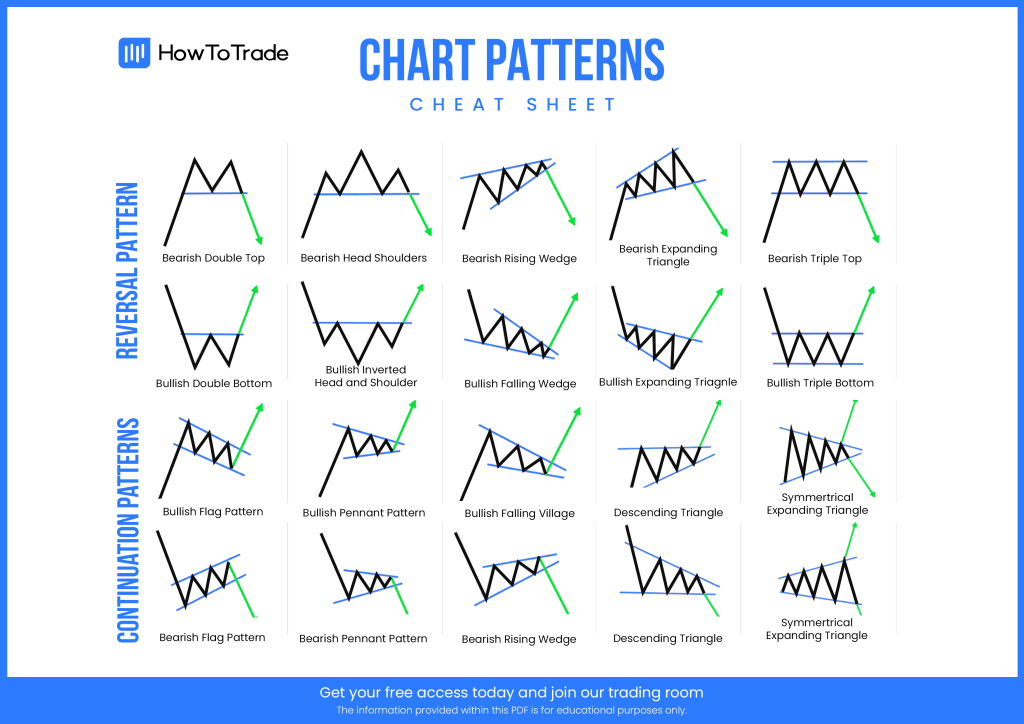 HowToTrade
CHART PATTERNS
CHEAT SHEET
REVERSAL PATTERN
Bearish Double Top
Bearish Head Shoulders
Bearish Rising Wedge
Bearish Expanding
Triangle
Bearish Triple Top
Bullish Double Bottom
Bullish Inverted
Head and Shoulder
Bullish Falling Wedge
Bullish Expanding Triagnle
Bullish Triple Bottom
CONTINUATION PATTERNS
Bullish Flag Pattern
Bullish Pennant Pattern
Bullish Falling Village
Descending Triangle
Symmertrical
Expanding Triangle
Bearish Flag Pattern
Bearish Pennant Pattern
Bearish Rising Wedge
Descending Triangle
Symmertrical
Expanding Triangle
Get your free access today and join our trading room
The information provided within this PDF is for educational purposes only.